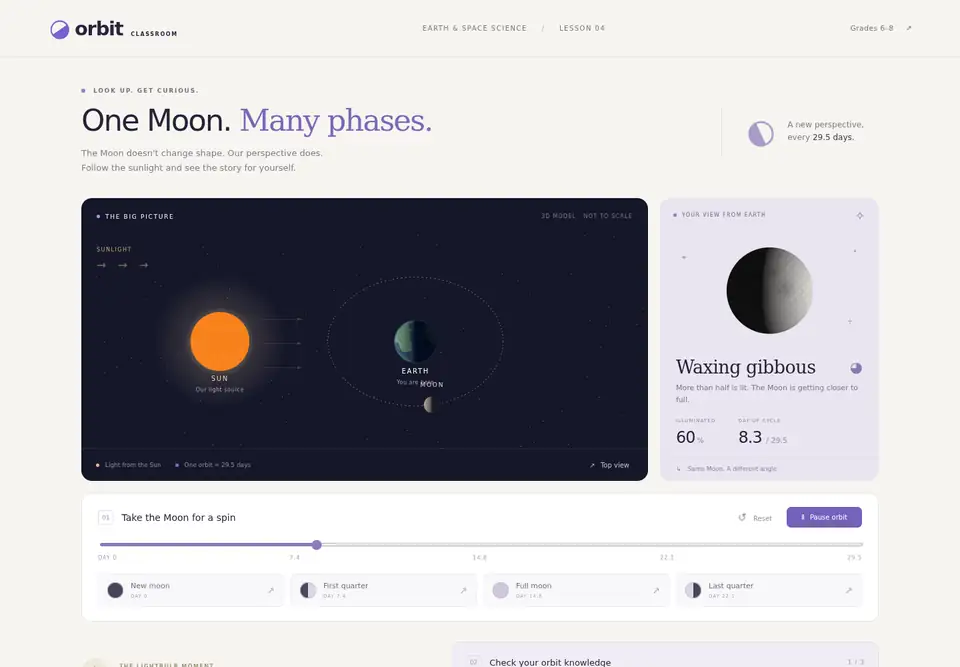 orbit CLASSROOM
EARTH & SPACE SCIENCE / LESSON 04
Grades 6–8 ↗
LOOK UP. GET CURIOUS.
One Moon. Many phases.
The Moon doesn't change shape. Our perspective does.
Follow the sunlight and see the story for yourself.
A new perspective,
every 29.5 days.
THE BIG PICTURE
3D MODEL · NOT TO SCALE
SUNLIGHT
→ → →
SUN
Our light source
EARTH
You are
MOON
Light from the Sun
One orbit ≈ 29.5 days
↗ Top view
YOUR VIEW FROM EARTH
Waxing gibbous
More than half is lit. The Moon is getting closer to
full.
ILLUMINATED
60%
DAY OF CYCLE
8.3 / 29.5
Same Moon. A different angle.
01 Take the Moon for a spin
↺ Reset
Pause orbit
DAY 0
7.4
14.8
22.1
29.5
New moon
DAY 0
↗
First quarter
DAY 7.4
↗
Full moon
DAY 14.8
↗
Last quarter
DAY 22.1
↗
THE LIGHTBULB MOMENT
02 Check your orbit knowledge
1 / 3